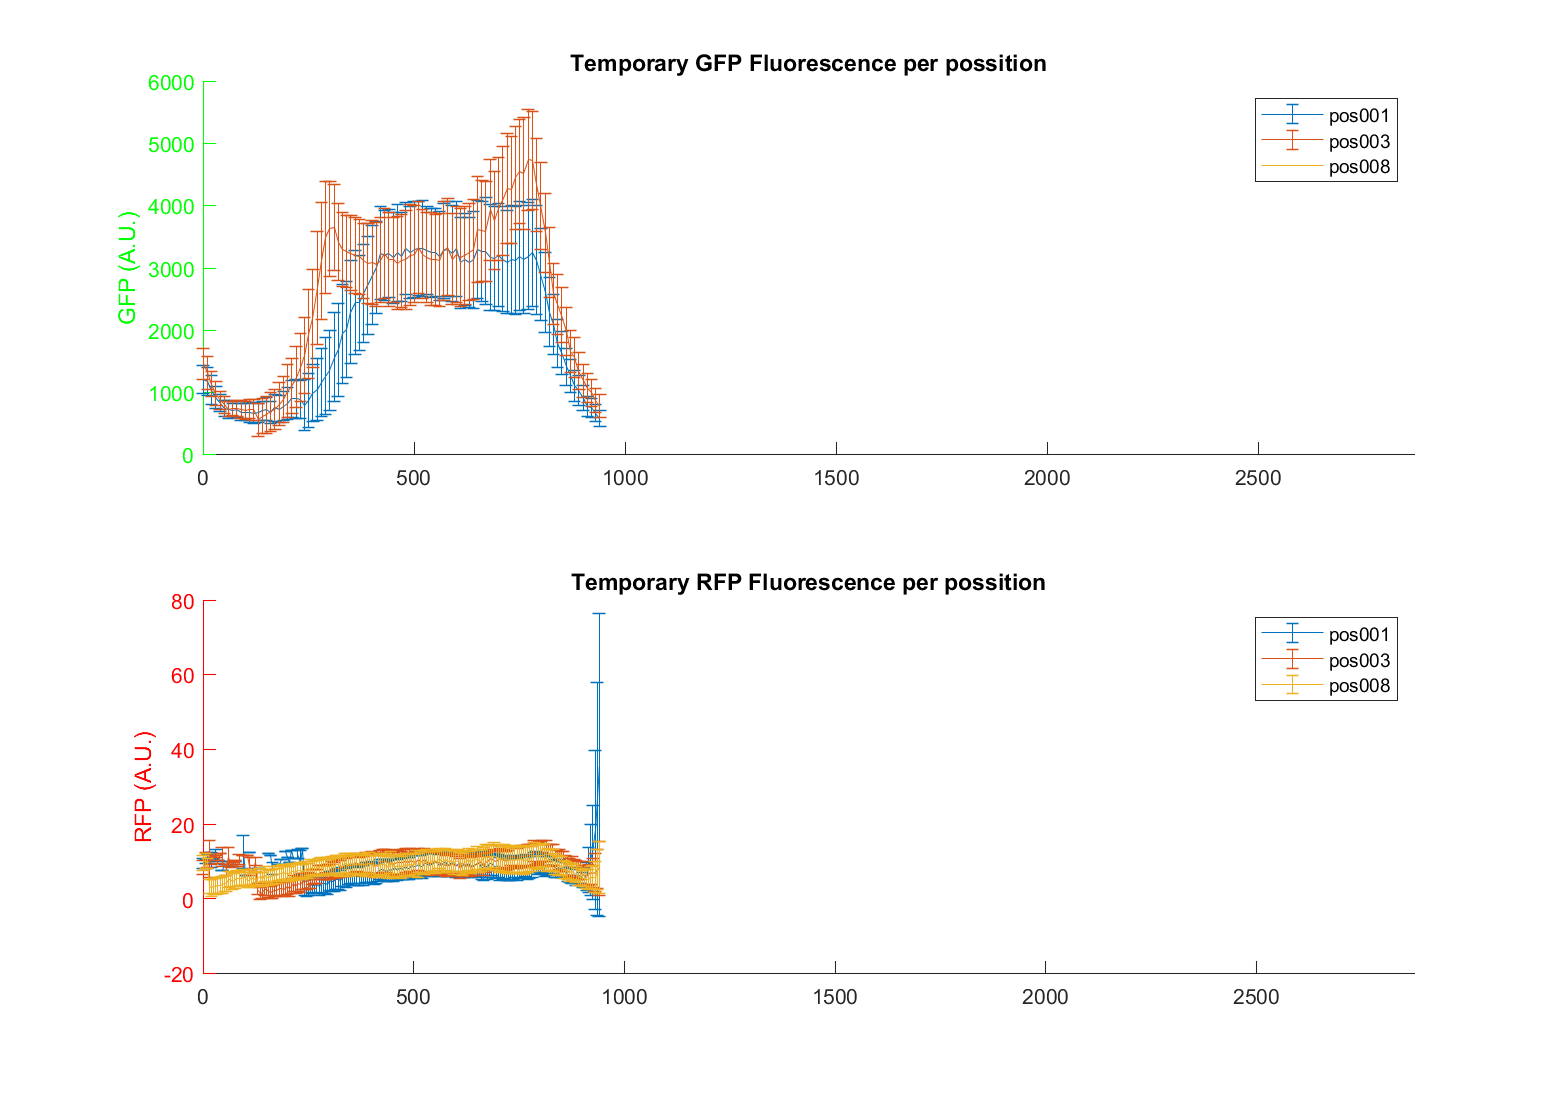 Temporary GFP Fluorescence per possition
6000
5000
4000
3000
2000
1000
0
GFP (A.U.)
0 500 1000 1500 2000 2500
pos001
pos003
pos008
Temporary RFP Fluorescence per possition
80
60
40
20
0
-20
RFP (A.U.)
0 500 1000 1500 2000 2500
pos001
pos003
pos008